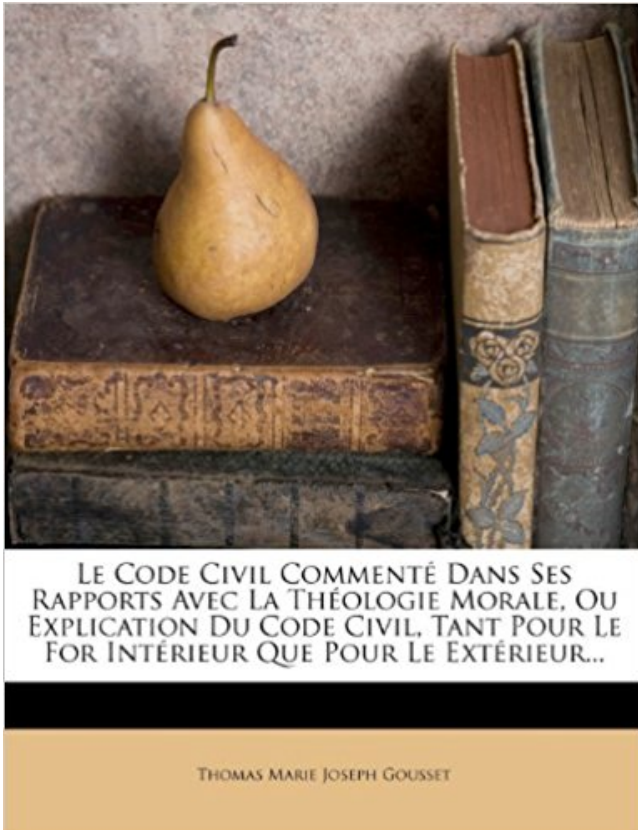 Le Code Civil Commenté Dans Ses
Rapports Avec La Théologie Morale, Ou
Explication Du Code Civil, Tant Pour Le
For Intérieur Que Pour Le Extérieur...
Thomas Marie Joseph Gousset